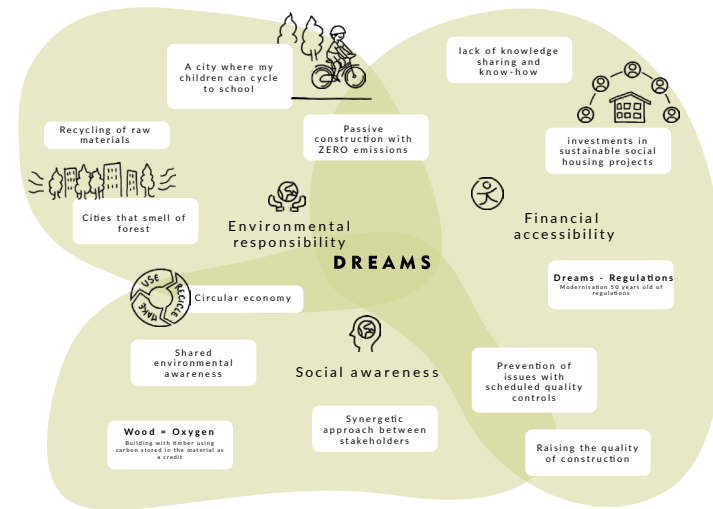 A city where my
children can cycle
to school
lack of knowledge
sharing and
know-how
Recycling of raw
materials
Passive
construction with
ZERO emissions
investments in
sustainable social
housing projects
Cities that smell of
forest
Environmental
responsibility
Financial
accessibility
DREAMS
Dreams - Regulations
Modernisation 50 years old of
regulations
USE
RECICLE
MAKE
Circular economy
Shared
environmental
awareness
Social awareness
Prevention of
issues with
scheduled quality
controls
Wood = Oxygen
Building with timber using
carbon stored in the material as
a credit
Synergetic
approach between
stakeholders
Raising the quality
of construction